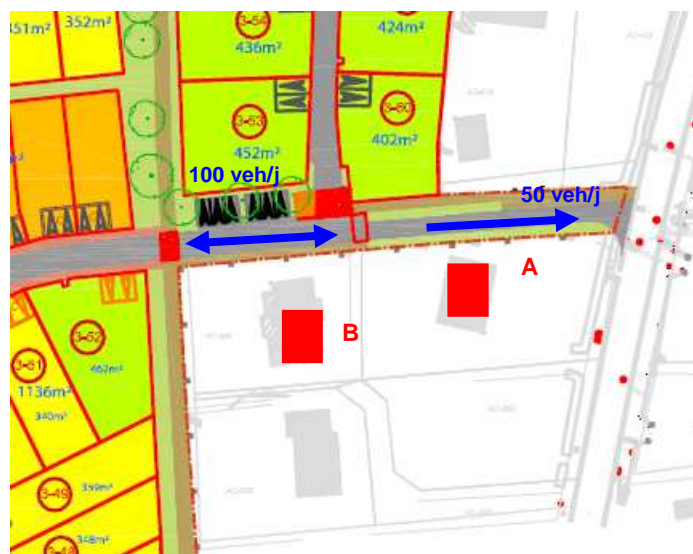 351m²
352m²
3-54
436m²
424m²
3-53
452m²
3-60
402m²
100 veh/j
50 veh/j
A
B
3-52
462m²
3-51
1136m²
340m²
3-49
359m²
348m²